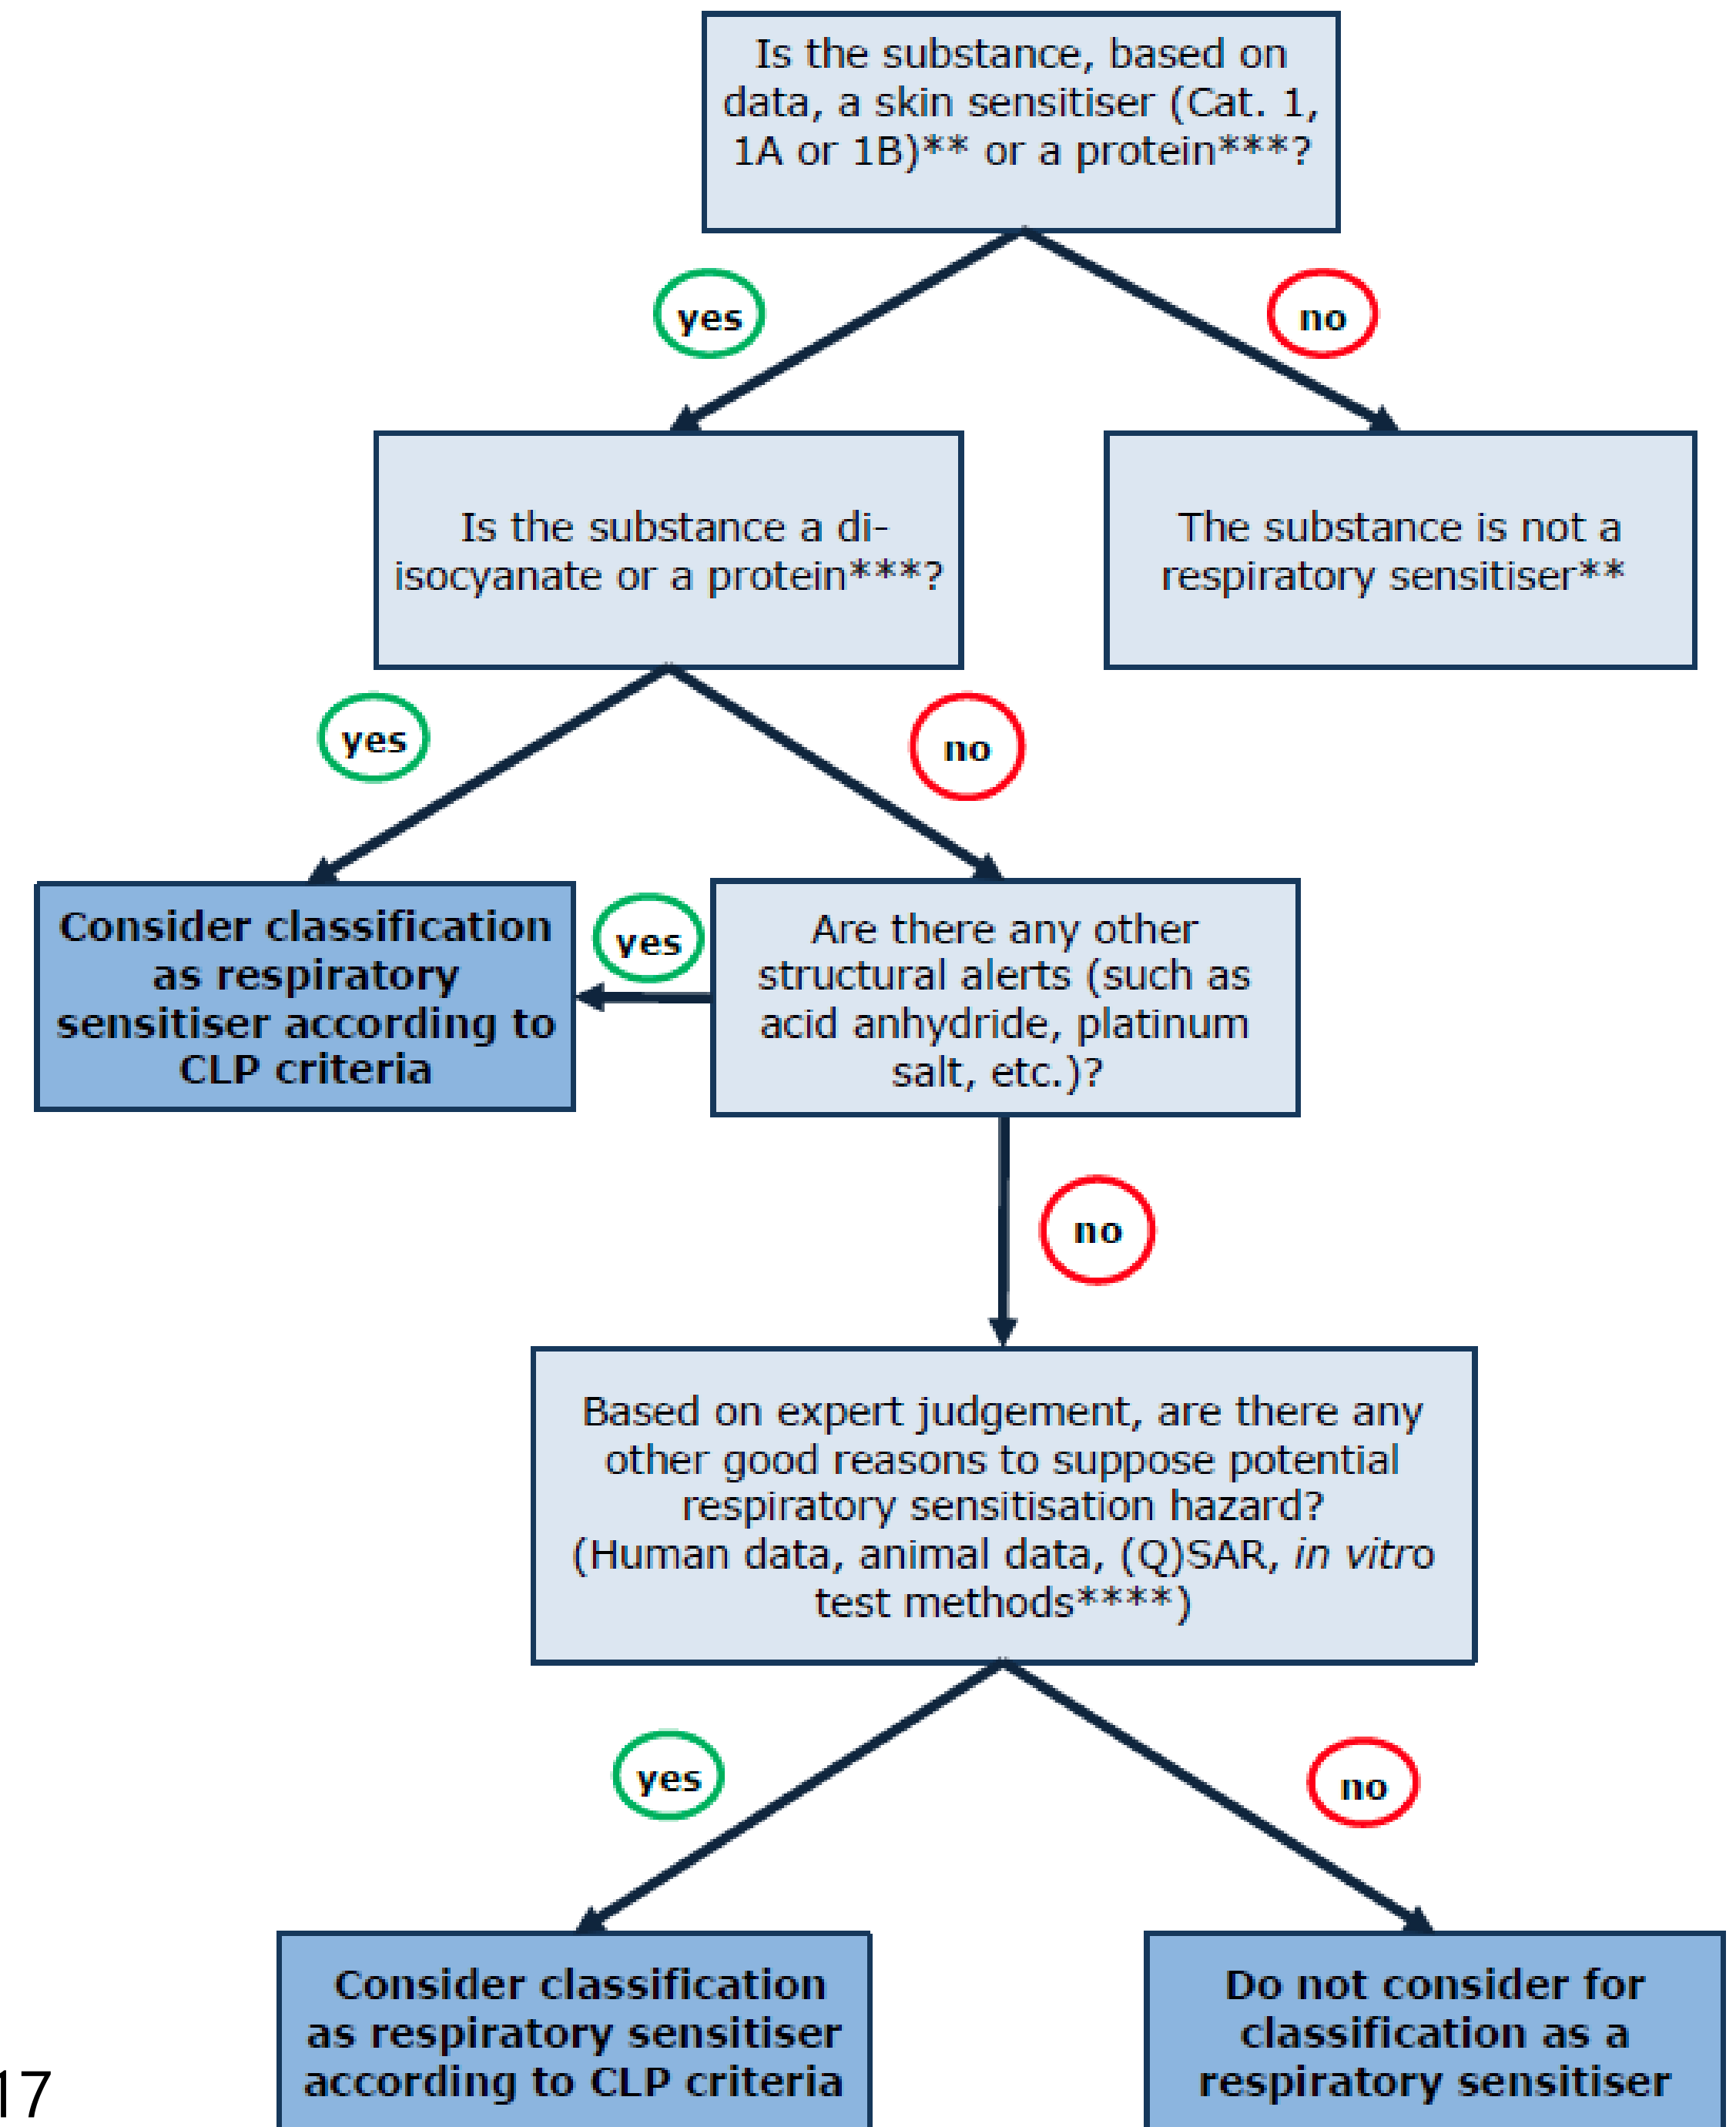 Is the substance, based on
data, a skin sensitiser (Cat. 1,
1A or 1B)** or a protein***?
yes
no
Is the substance a di-
isocyanate or a protein***?
The substance is not a
respiratory sensitiser**
yes
no
Consider classification
as respiratory
sensitiser according to
CLP criteria
yes
Are there any other
structural alerts (such as
acid anhydride, platinum
salt, etc.)?
no
Based on expert judgement, are there any
other good reasons to suppose potential
respiratory sensitisation hazard?
(Human data, animal data, (Q)SAR, in vitro
test methods****)
yes
no
Consider classification
as respiratory sensitiser
according to CLP criteria
Do not consider for
classification as a
respiratory sensitiser
17